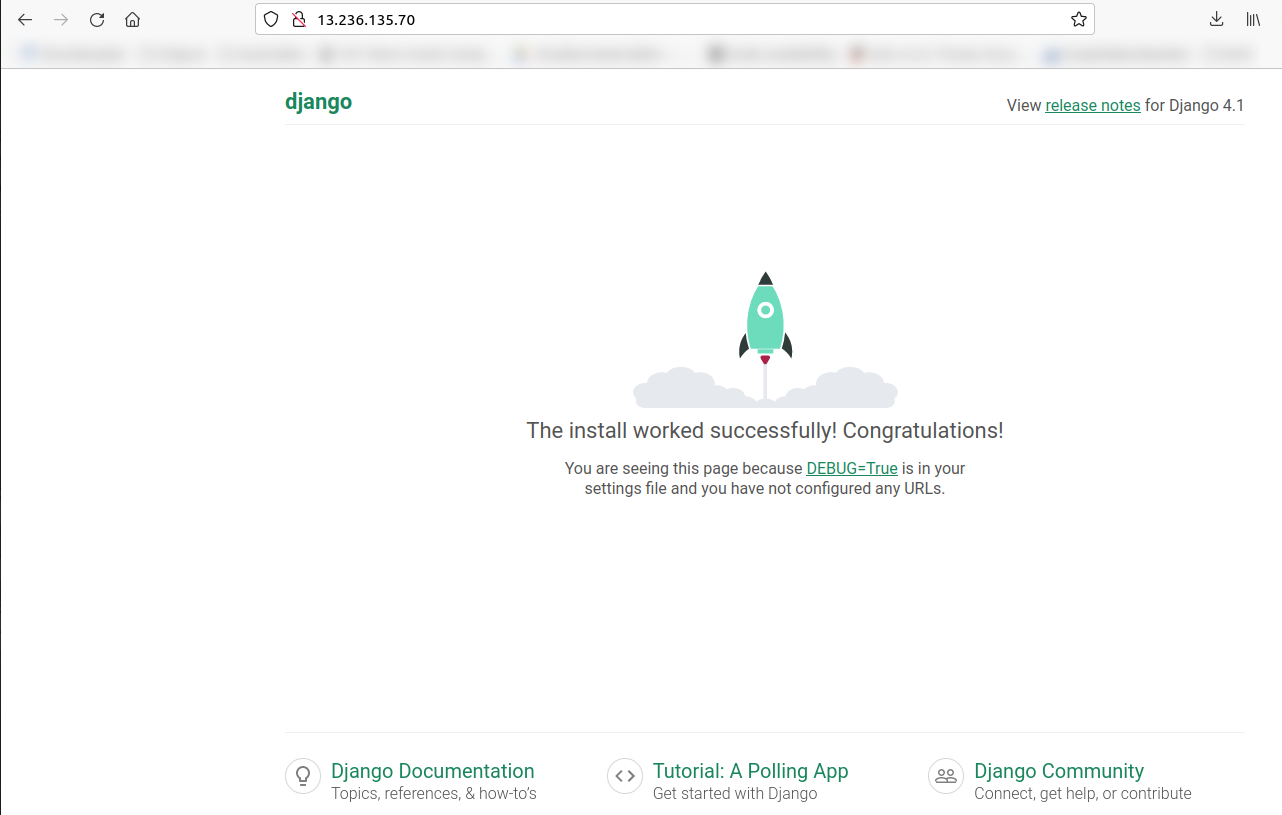 13.236.135.70
django
View release notes for Django 4.1
The install worked successfully! Congratulations!
You are seeing this page because DEBUG=True is in your
settings file and you have not configured any URLs.
Django Documentation
Topics, references, & how-to's
Tutorial: A Polling App
Get started with Django
Django Community
Connect, get help, or contribute